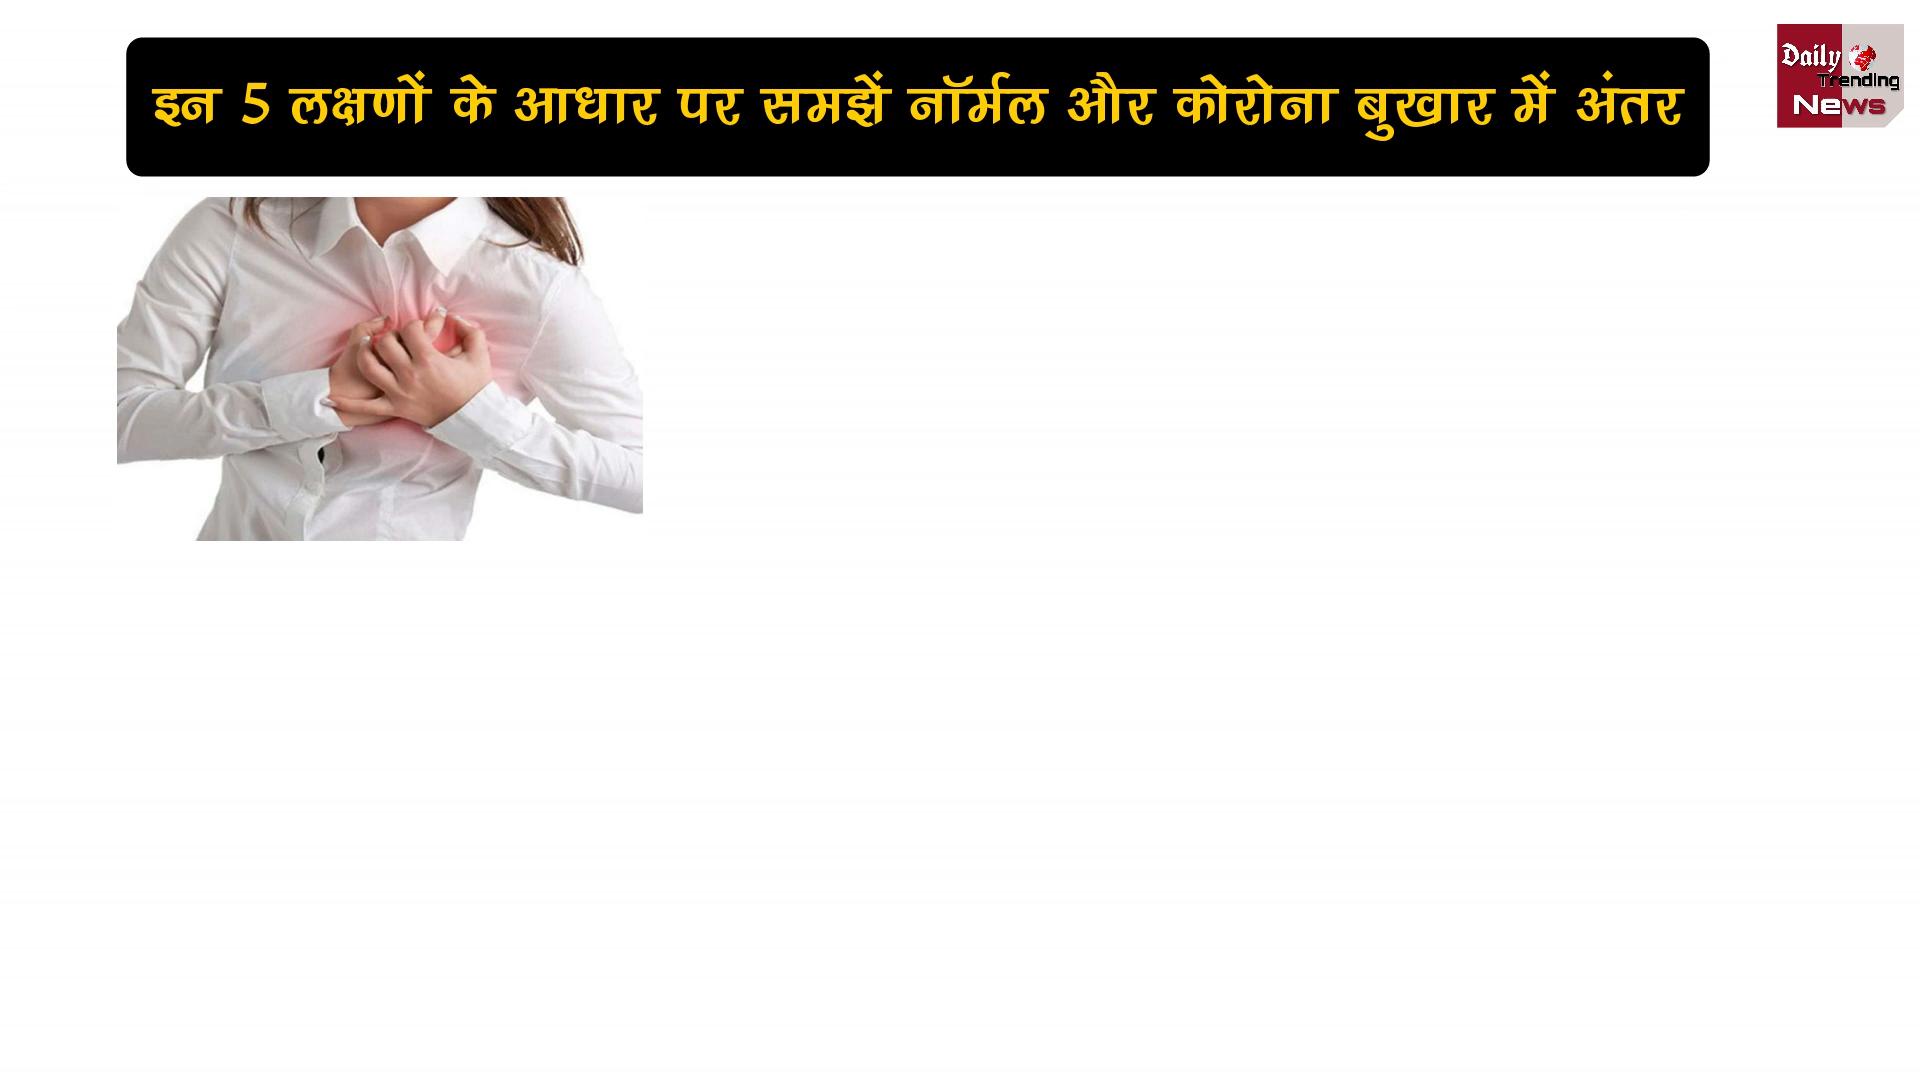 इन 5 लक्षणों के आधार पर समझें नॉर्मल और कोरोना बुखार में अंतर
Daily
Trending
News